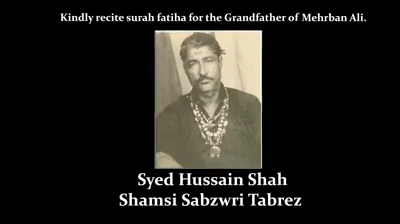 Kindly recite surah fatiha for the Grandfather of Mehrban Ali.
Syed Hussain Shah
Shamsi Sabzwri Tabrez